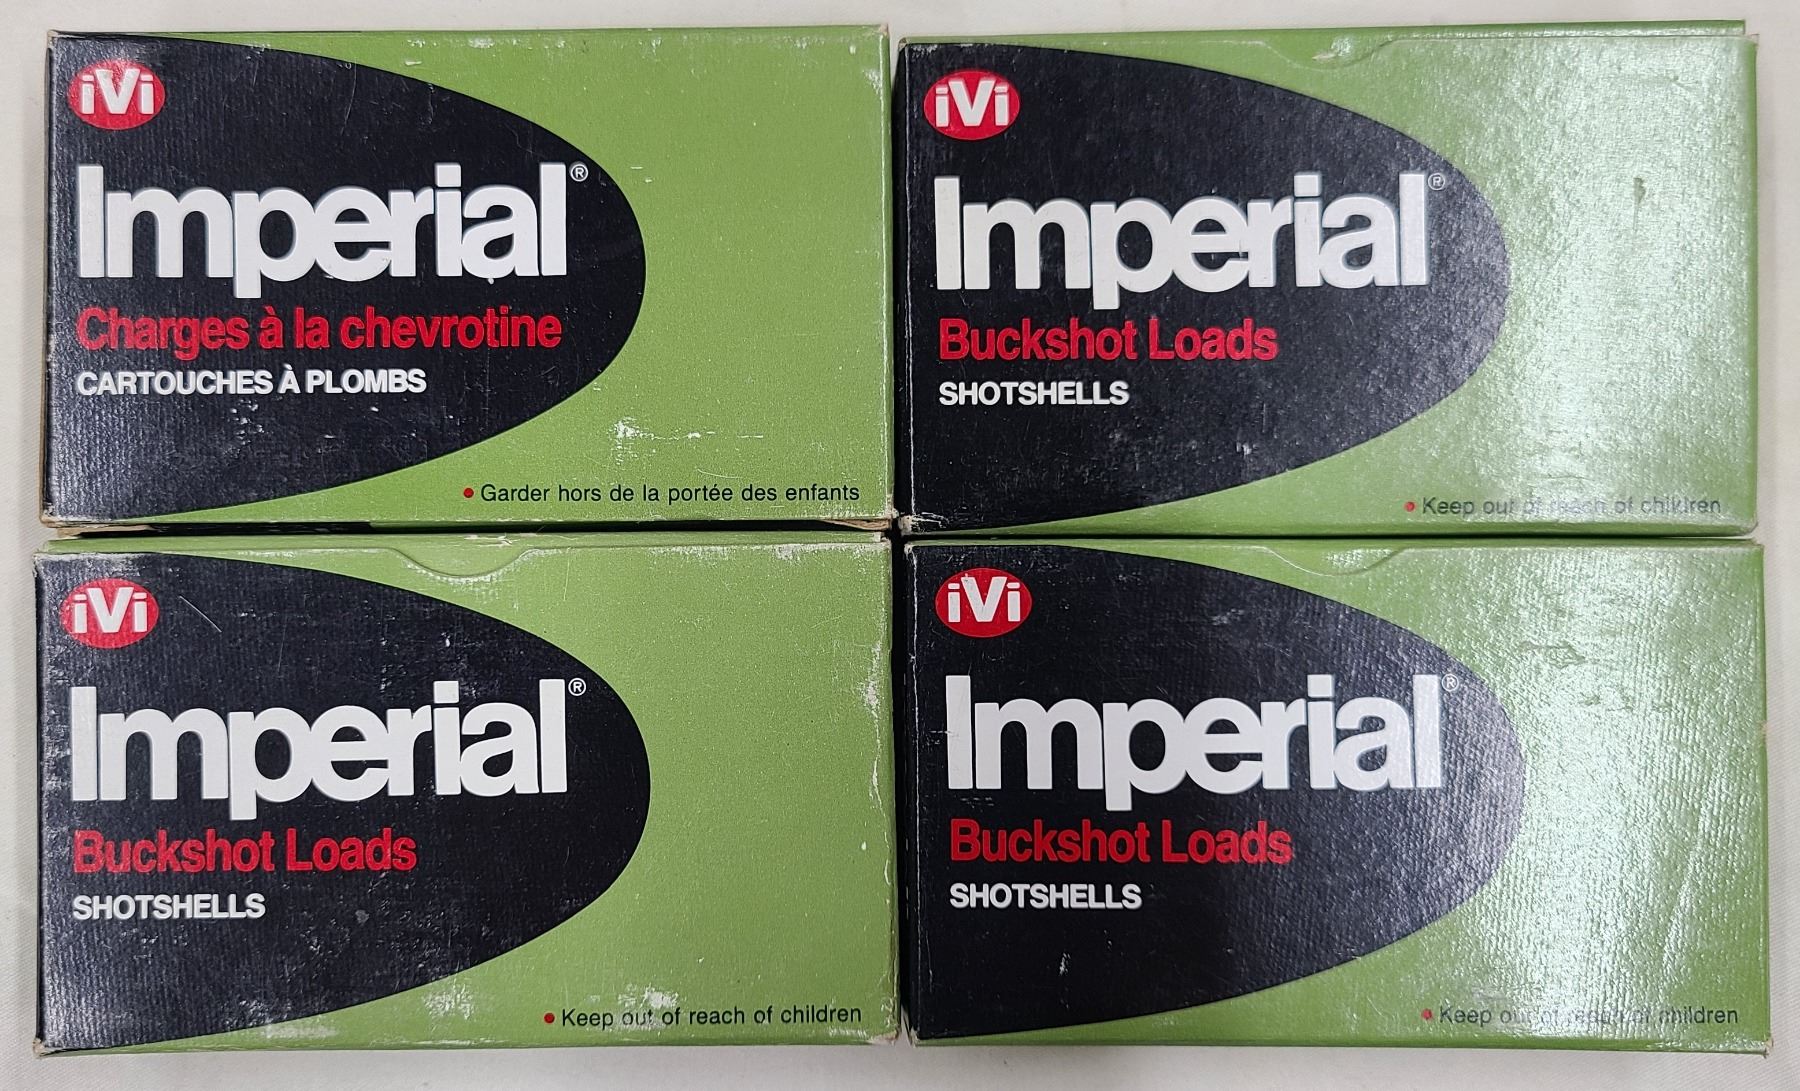 iVi
Imperial®
Charges à la chevrotine
CARTOUCHES À PLOMBS
• Garder hors de la portée des enfants
iVi
Imperial®
Buckshot Loads
SHOTSHELLS
• Keep out of reach of children
iVi
Imperial®
Buckshot Loads
SHOTSHELLS
• Keep out of reach of children
iVi
Imperial®
Buckshot Loads
SHOTSHELLS
• Keep out of reach of children